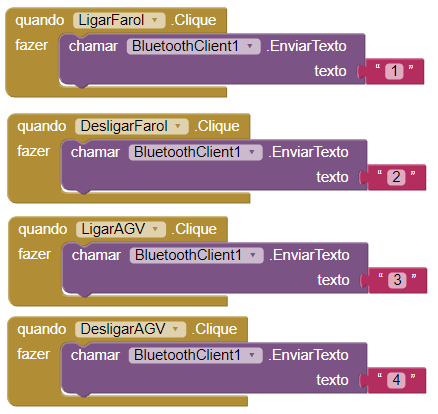 quando LigarFarol .Clique
fazer chamar BluetoothClient1 .EnviarTexto
texto " 1 "
quando DesligarFarol .Clique
fazer chamar BluetoothClient1 .EnviarTexto
texto " 2 "
quando LigarAGV .Clique
fazer chamar BluetoothClient1 .EnviarTexto
texto " 3 "
quando DesligarAGV .Clique
fazer chamar BluetoothClient1 .EnviarTexto
texto " 4 "